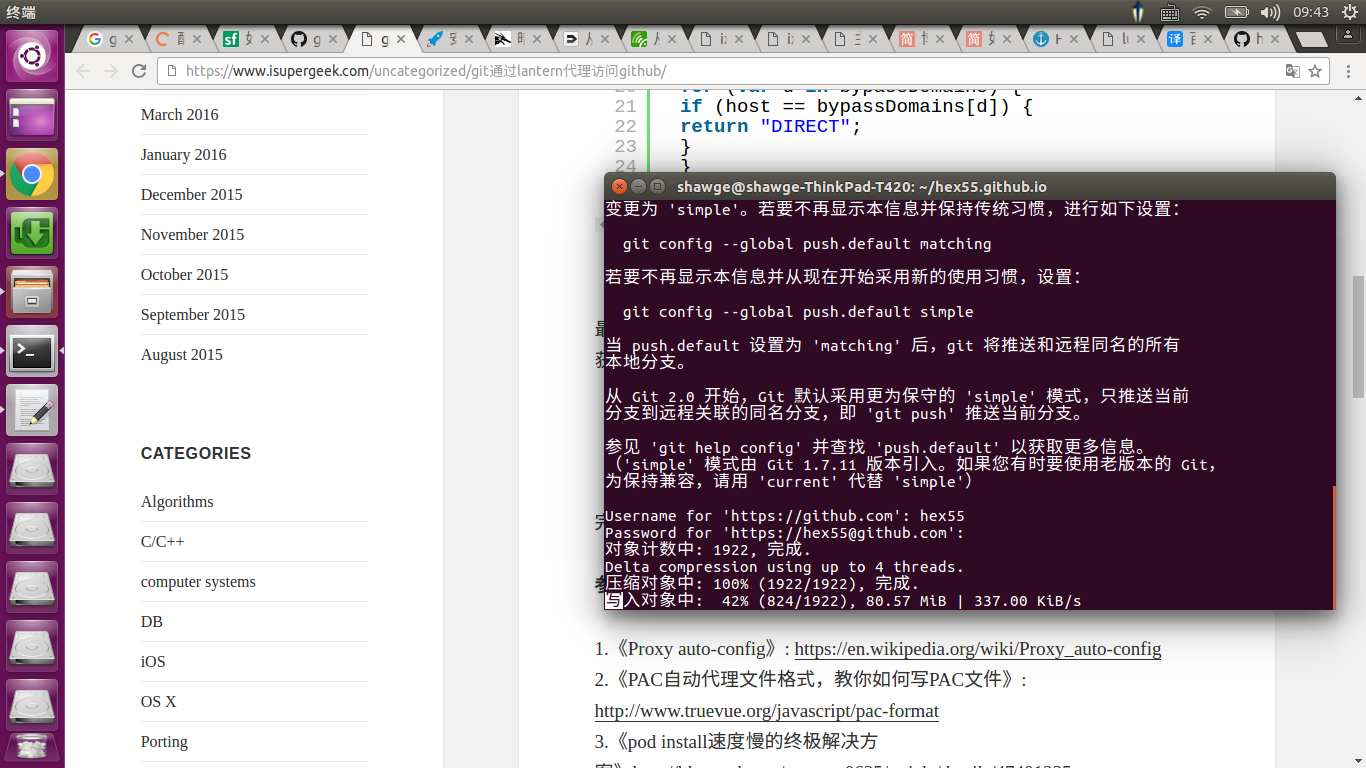 终端
09:43
https://www.isupergeek.com/uncategorized/git通过lantern代理访问github/
March 2016
January 2016
December 2015
November 2015
October 2015
September 2015
August 2015
CATEGORIES
Algorithms
C/C++
computer systems
DB
iOS
OS X
Porting
20 for (var d in bypassDomains) {
21 if (host == bypassDomains[d]) {
22 return "DIRECT";
23 }
24 }
shawge@shawge-ThinkPad-T420: ~/hex55.github.io
变更为 'simple'。若要不再显示本信息并保持传统习惯，进行如下设置：
git config --global push.default matching
若要不再显示本信息并从现在开始采用新的使用习惯，设置：
git config --global push.default simple
当 push.default 设置为 'matching' 后，git 将推送和远程同名的所有
本地分支。
从 Git 2.0 开始，Git 默认采用更为保守的 'simple' 模式，只推送当前
分支到远程关联的同名分支，即 'git push' 推送当前分支。
参见 'git help config' 并查找 'push.default' 以获取更多信息。
（'simple' 模式由 Git 1.7.11 版本引入。如果您有时要使用老版本的 Git，
为保持兼容，请用 'current' 代替 'simple'）
Username for 'https://github.com': hex55
Password for 'https://hex55@github.com':
对象计数中: 1922, 完成.
Delta compression using up to 4 threads.
压缩对象中: 100% (1922/1922), 完成.
写入对象中:  42% (824/1922), 80.57 MiB | 337.00 KiB/s
1.《Proxy auto-config》: https://en.wikipedia.org/wiki/Proxy_auto-config
2.《PAC自动代理文件格式，教你如何写PAC文件》:
http://www.truevue.org/javascript/pac-format
3.《pod install速度慢的终极解决方